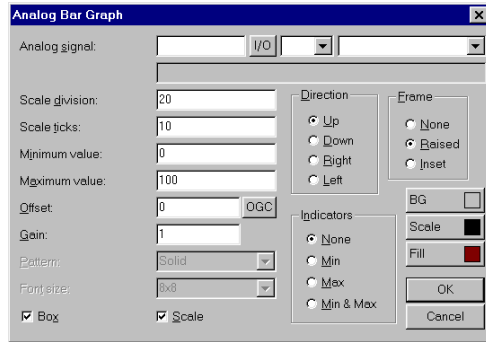 Analog Bar Graph
Analog signal: I/O
Scale division: 20
Scale ticks: 10
Minimum value: 0
Maximum value: 100
Offset: 0 OGC
Gain: 1
Pattern: Solid
Font size: 8x8
Box Scale
Direction
Up
Down
Right
Left
Indicators
None
Min
Max
Min & Max
Frame
None
Raised
Inset
BG
Scale
Fill
OK
Cancel